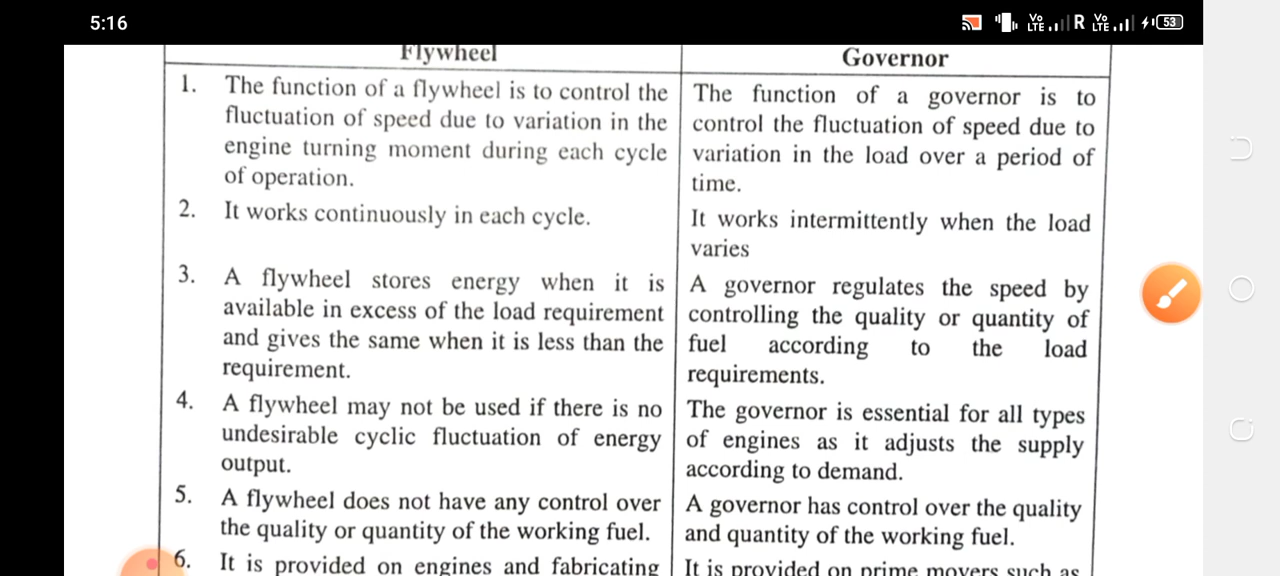 5:16
Vo LTE R Vo LTE 53
Flywheel
Governor
1. The function of a flywheel is to control the
fluctuation of speed due to variation in the
engine turning moment during each cycle
of operation.
The function of a governor is to
control the fluctuation of speed due to
variation in the load over a period of
time.
2. It works continuously in each cycle.
It works intermittently when the load
varies
3. A flywheel stores energy when it is
available in excess of the load requirement
and gives the same when it is less than the
requirement.
A governor regulates the speed by
controlling the quality or quantity of
fuel according to the load
requirements.
4. A flywheel may not be used if there is no
undesirable cyclic fluctuation of energy
output.
The governor is essential for all types
of engines as it adjusts the supply
according to demand.
5. A flywheel does not have any control over
the quality or quantity of the working fuel.
A governor has control over the quality
and quantity of the working fuel.
6. It is provided on engines and fabricating
It is provided on prime movers such as